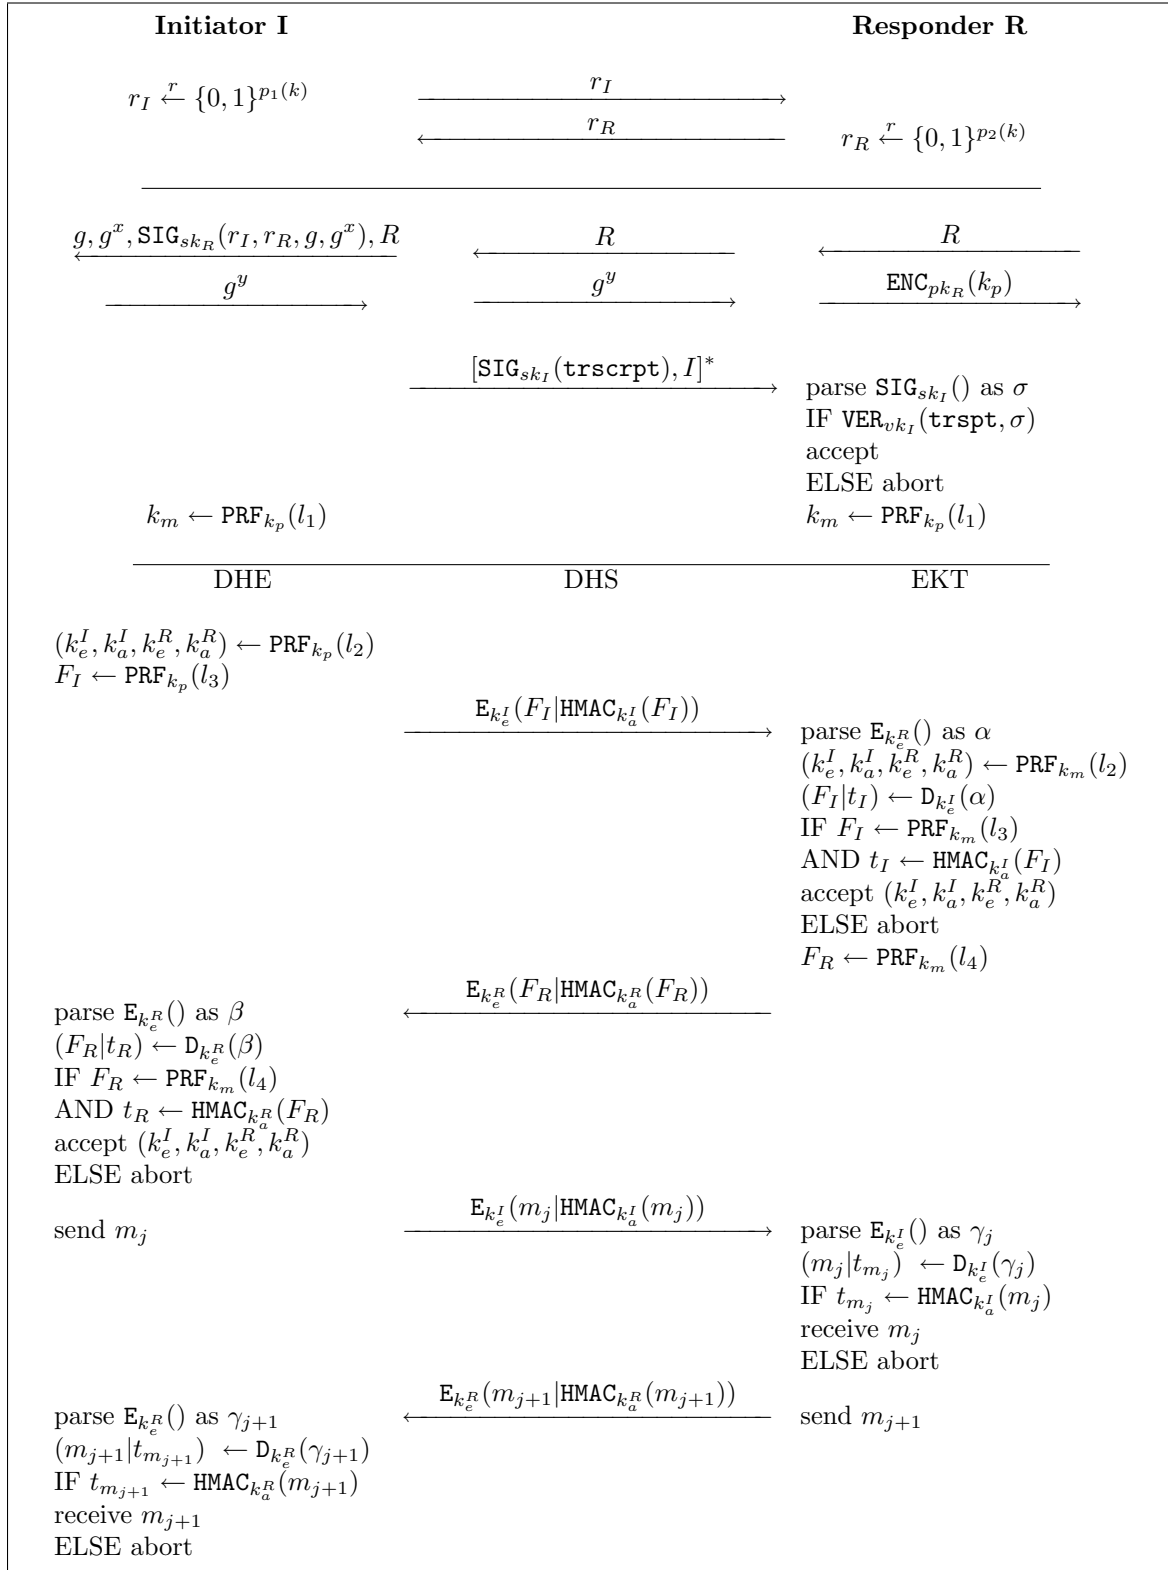 Initiator I Responder R
r_I ←^r {0, 1}^{p_1(k)} r_I
r_R r_R ←^r {0, 1}^{p_2(k)}
g, g^x, SIG_{sk_R}(r_I, r_R, g, g^x), R R R
g^y g^y ENC_{pk_R}(k_p)
[SIG_{sk_I}(trscrpt), I]^*
parse SIG_{sk_I}() as σ
IF VER_{vk_I}(trspt, σ)
accept
ELSE abort
k_m ← PRF_{k_p}(l_1) k_m ← PRF_{k_p}(l_1)
DHE DHS EKT
(k_e^I, k_a^I, k_e^R, k_a^R) ← PRF_{k_p}(l_2)
F_I ← PRF_{k_p}(l_3)
E_{k_e^I}(F_I|HMAC_{k_a^I}(F_I))
parse E_{k_e^R}() as α
(k_e^I, k_a^I, k_e^R, k_a^R) ← PRF_{k_m}(l_2)
(F_I|t_I) ← D_{k_e^I}(α)
IF F_I ← PRF_{k_m}(l_3)
AND t_I ← HMAC_{k_a^I}(F_I)
accept (k_e^I, k_a^I, k_e^R, k_a^R)
ELSE abort
F_R ← PRF_{k_m}(l_4)
E_{k_e^R}(F_R|HMAC_{k_a^R}(F_R))
parse E_{k_e^R}() as β
(F_R|t_R) ← D_{k_e^R}(β)
IF F_R ← PRF_{k_m}(l_4)
AND t_R ← HMAC_{k_a^R}(F_R)
accept (k_e^I, k_a^I, k_e^R, k_a^R)
ELSE abort
E_{k_e^I}(m_j|HMAC_{k_a^I}(m_j))
send m_j parse E_{k_e^I}() as γ_j
(m_j|t_{m_j}) ← D_{k_e^I}(γ_j)
IF t_{m_j} ← HMAC_{k_a^I}(m_j)
receive m_j
ELSE abort
E_{k_e^R}(m_{j+1}|HMAC_{k_a^R}(m_{j+1}))
parse E_{k_e^R}() as γ_{j+1} send m_{j+1}
(m_{j+1}|t_{m_{j+1}}) ← D_{k_e^R}(γ_{j+1})
IF t_{m_{j+1}} ← HMAC_{k_a^R}(m_{j+1})
receive m_{j+1}
ELSE abort